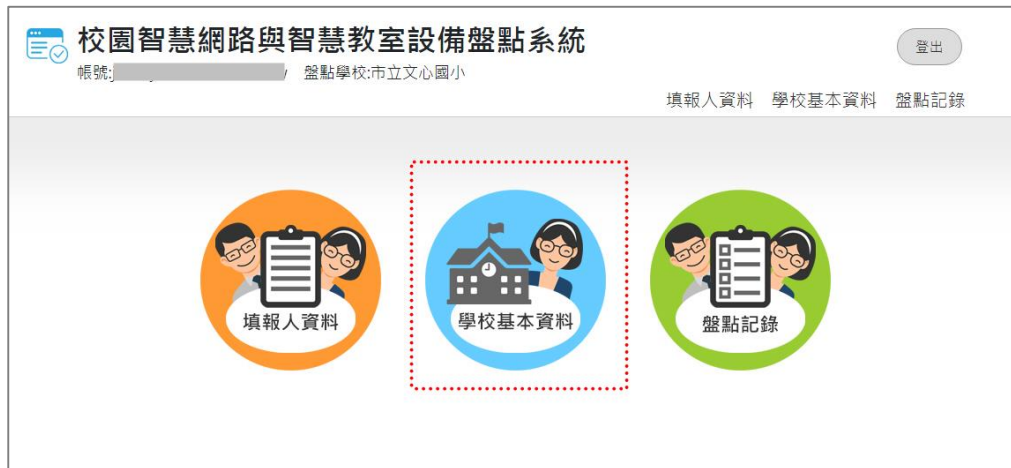 校園智慧網路與智慧教室設備盤點系統
登出
帳號: 盤點學校:市立文心國小
填報人資料 學校基本資料 盤點記錄
填報人資料
學校基本資料
盤點記錄